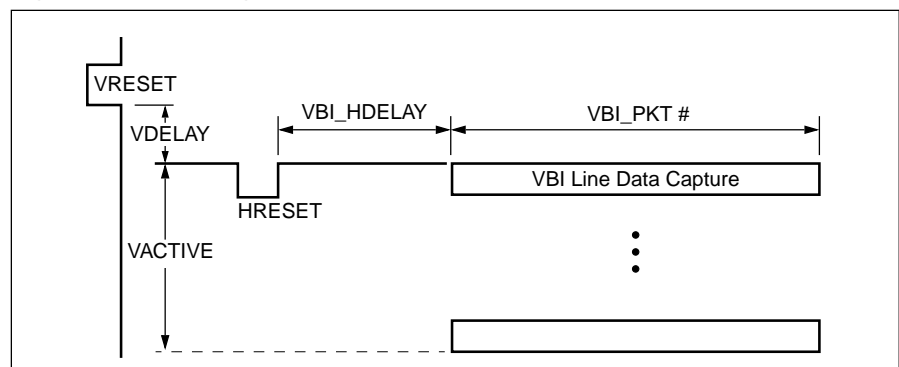 VRESET
VBI_HDELAY
VBI_PKT #
VDELAY
VBI Line Data Capture
HRESET
VACTIVE